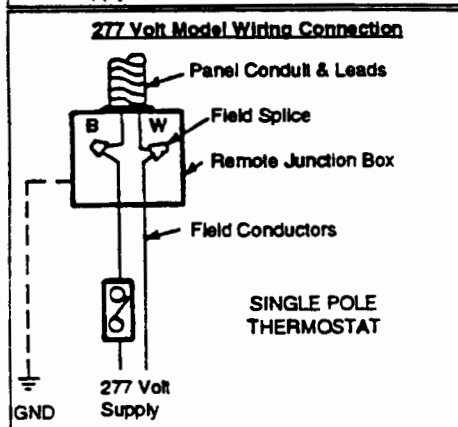 277 Volt Model Wiring Connection
Panel Conduit & Leads
B W
Field Splice
Remote Junction Box
Field Conductors
SINGLE POLE
THERMOSTAT
277 Volt
Supply
GND